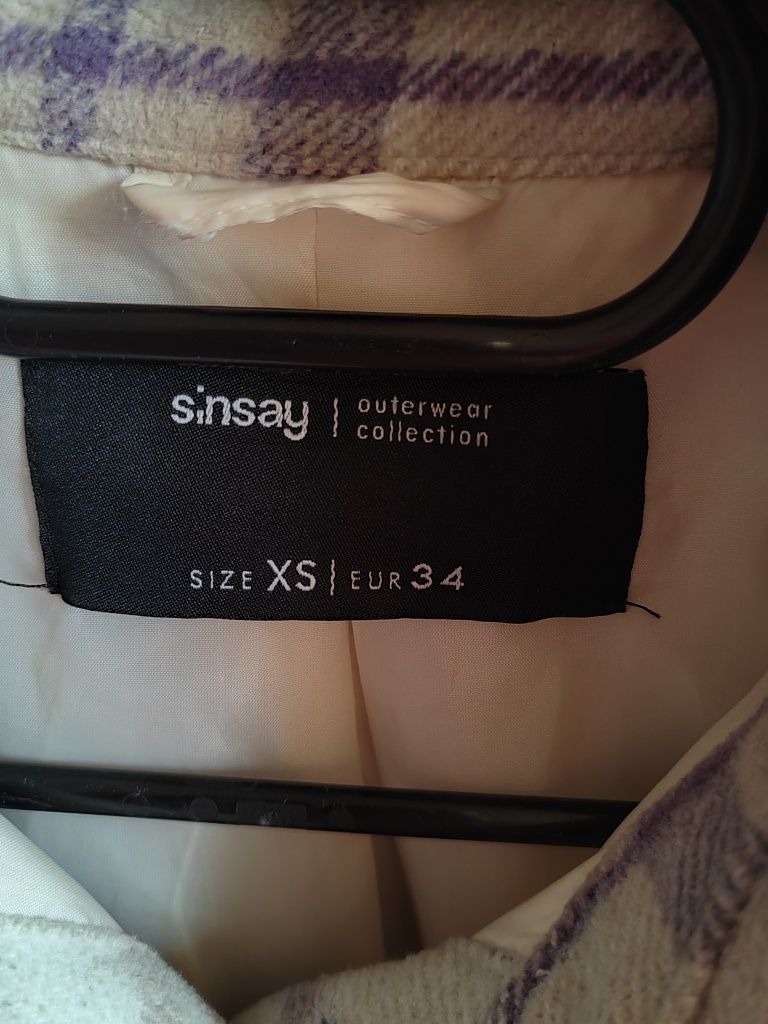 sinsay | outerwear
collection
SIZE XS | EUR 34